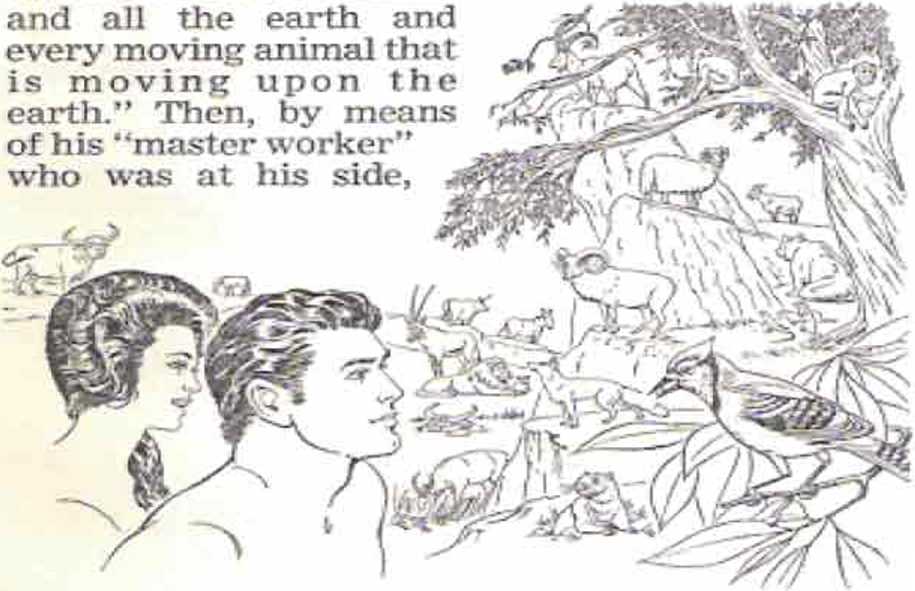 and all the earth and
every moving animal that
is moving upon the
earth.” Then, by means
of his “master worker”
who was at his side,